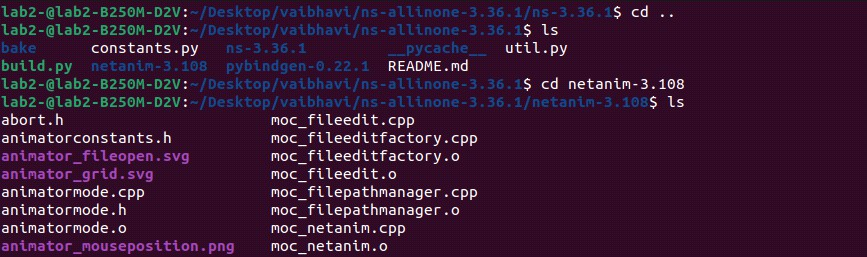 lab2-@lab2-B250M-D2V:~/Desktop/vaibhavi/ns-allinone-3.36.1/ns-3.36.1$ cd ..
lab2-@lab2-B250M-D2V:~/Desktop/vaibhavi/ns-allinone-3.36.1$ ls
bake constants.py ns-3.36.1 __pycache__ util.py
build.py netanim-3.108 pybindgen-0.22.1 README.md
lab2-@lab2-B250M-D2V:~/Desktop/vaibhavi/ns-allinone-3.36.1$ cd netanim-3.108
lab2-@lab2-B250M-D2V:~/Desktop/vaibhavi/ns-allinone-3.36.1/netanim-3.108$ ls
abort.h moc_fileedit.cpp
animatorconstants.h moc_fileeditfactory.cpp
animator_fileopen.svg moc_fileeditfactory.o
animator_grid.svg moc_fileedit.o
animatormode.cpp moc_filepathmanager.cpp
animatormode.h moc_filepathmanager.o
animatormode.o moc_netanim.cpp
animator_mouseposition.png moc_netanim.o